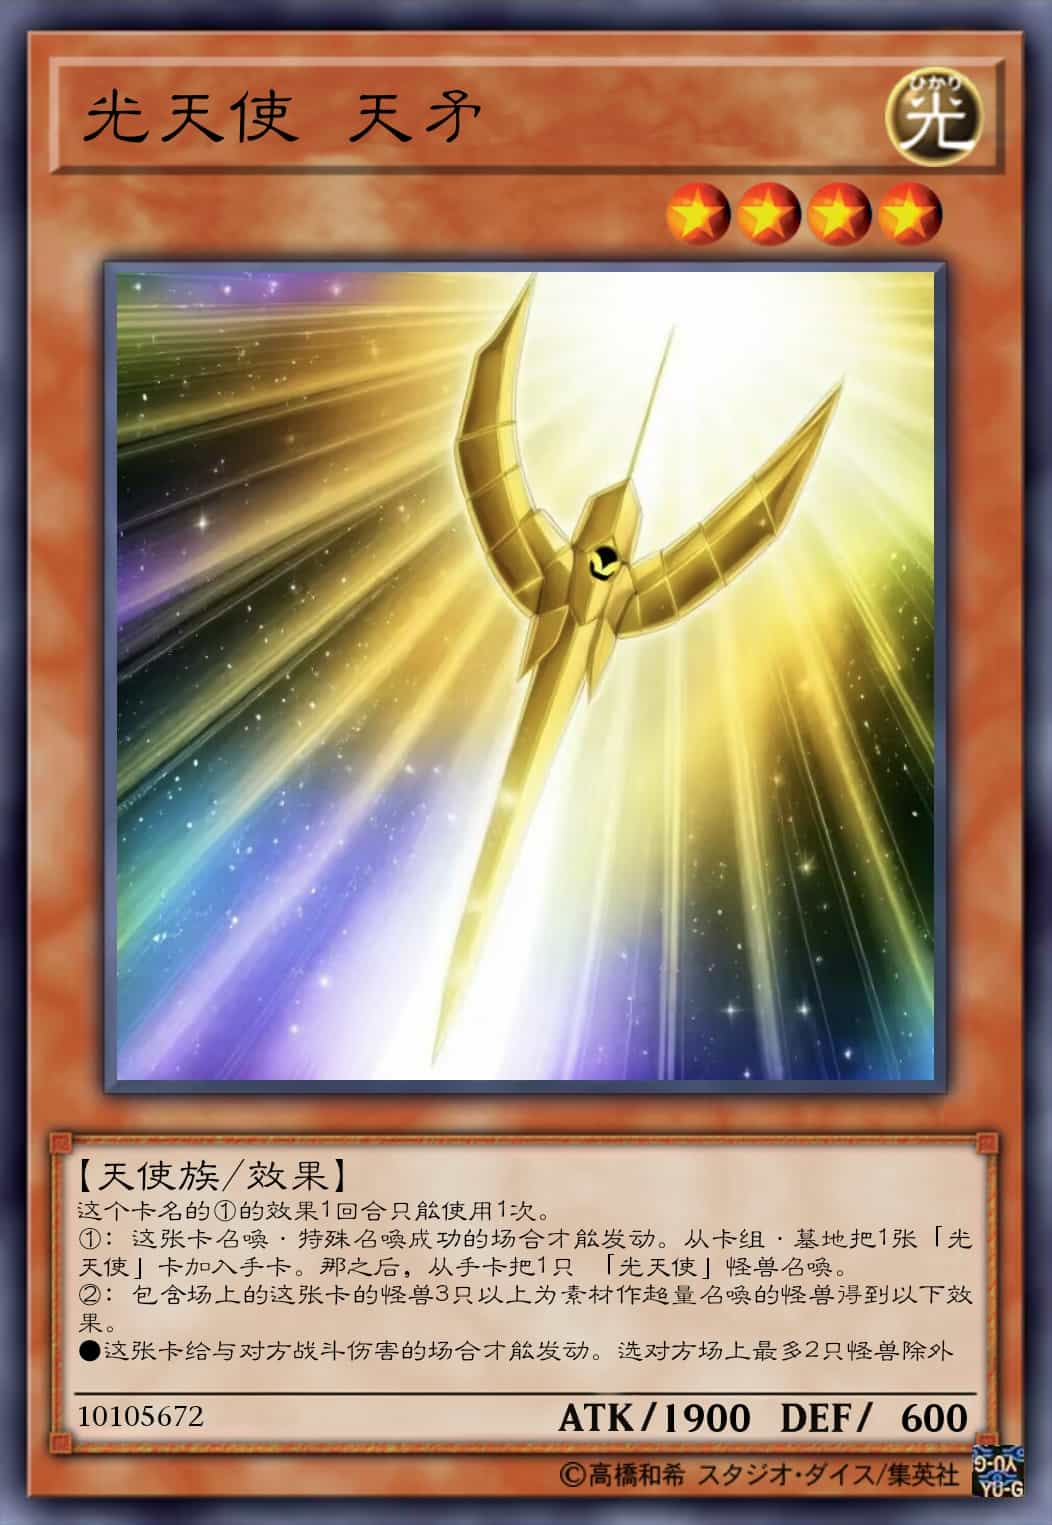 光天使 天矛
ひかり
光
【天使族/效果】
这个卡名的①的效果1回合只能使用1次。
①：这张卡召唤·特殊召唤成功的场合才能发动。从卡组·墓地把1张「光
天使」卡加入手卡。那之后，从手卡把1只 「光天使」怪兽召唤。
②：包含场上的这张卡的怪兽3只以上为素材作超量召唤的怪兽得到以下效
果。
●这张卡给与对方战斗伤害的场合才能发动。选对方场上最多2只怪兽除外
10105672 ATK/1900 DEF/ 600
©高橋和希 スタジオ·ダイス/集英社
YU-G
YU-G